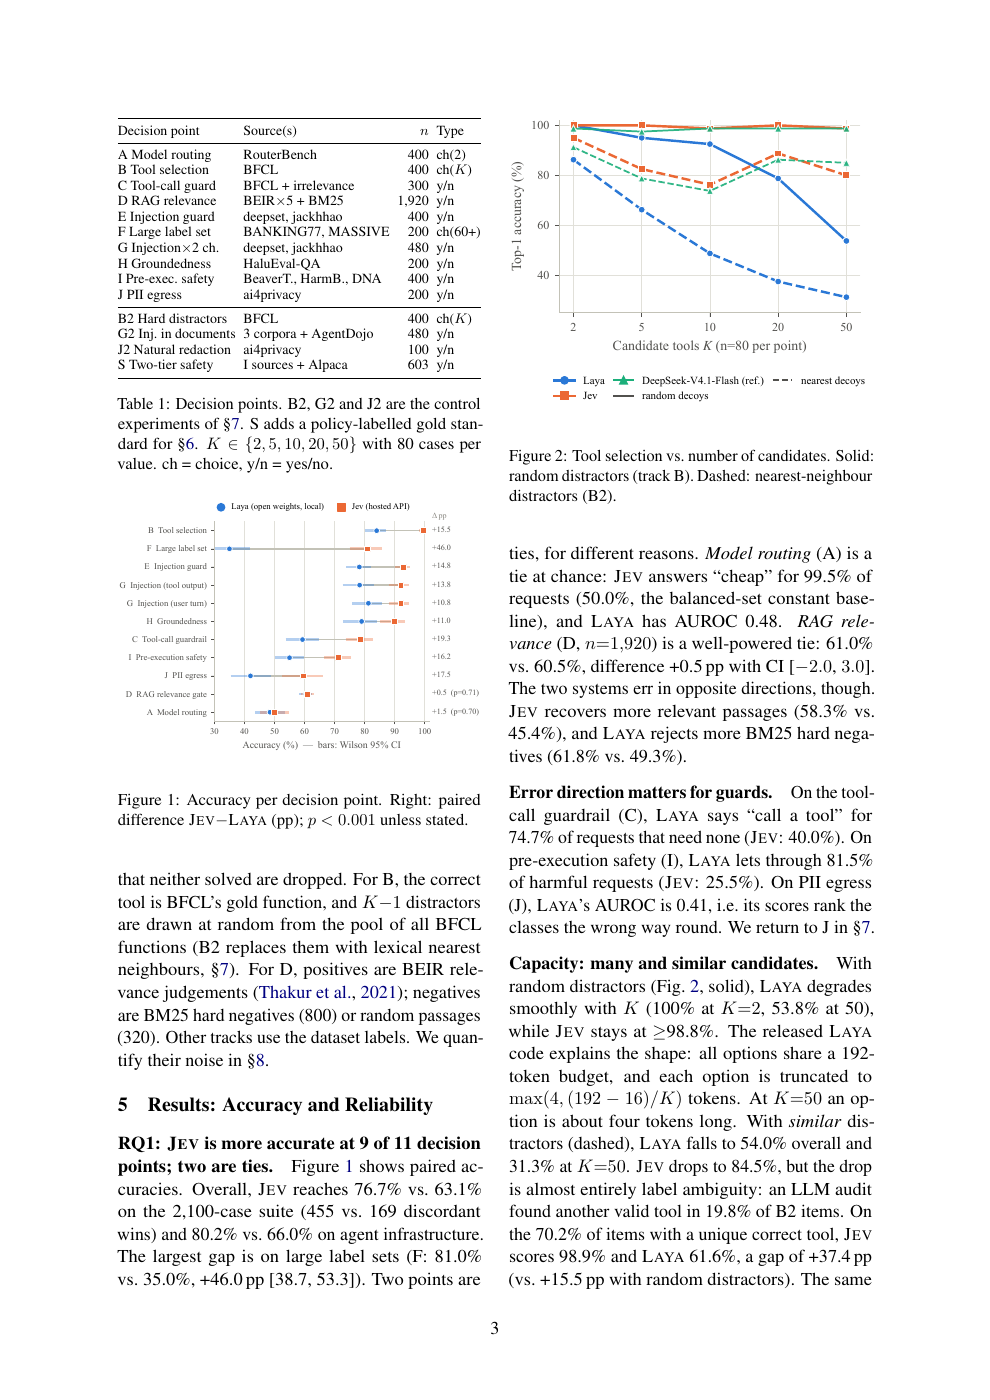 Decision point Source(s) n Type
A Model routing RouterBench 400 ch(2)
B Tool selection BFCL 400 ch(K)
C Tool-call guard BFCL + irrelevance 300 y/n
D RAG relevance BEIR×5 + BM25 1,920 y/n
E Injection guard deepset, jackhhao 400 y/n
F Large label set BANKING77, MASSIVE 200 ch(60+)
G Injection×2 ch. deepset, jackhhao 480 y/n
H Groundedness HaluEval-QA 200 y/n
I Pre-exec. safety BeaverT., HarmB., DNA 400 y/n
J PII egress ai4privacy 200 y/n
B2 Hard distractors BFCL 400 ch(K)
G2 Inj. in documents 3 corpora + AgentDojo 480 y/n
J2 Natural redaction ai4privacy 100 y/n
S Two-tier safety I sources + Alpaca 603 y/n
Table 1: Decision points. B2, G2 and J2 are the control
experiments of §7. S adds a policy-labelled gold stan-
dard for §6. K ∈ {2, 5, 10, 20, 50} with 80 cases per
value. ch = choice, y/n = yes/no.
Laya (open weights, local) Jev (hosted API)
Δ pp
B Tool selection +15.5
F Large label set +46.0
E Injection guard +14.8
G Injection (tool output) +13.8
G Injection (user turn) +10.8
H Groundedness +11.0
C Tool-call guardrail +19.3
I Pre-execution safety +16.2
J PII egress +17.5
D RAG relevance gate +0.5 (p=0.71)
A Model routing +1.5 (p=0.70)
30 40 50 60 70 80 90 100
Accuracy (%) — bars: Wilson 95% CI
Figure 1: Accuracy per decision point. Right: paired
difference JEV−LAYA (pp); p < 0.001 unless stated.
that neither solved are dropped. For B, the correct
tool is BFCL's gold function, and K−1 distractors
are drawn at random from the pool of all BFCL
functions (B2 replaces them with lexical nearest
neighbours, §7). For D, positives are BEIR rele-
vance judgements (Thakur et al., 2021); negatives
are BM25 hard negatives (800) or random passages
(320). Other tracks use the dataset labels. We quan-
tify their noise in §8.
5 Results: Accuracy and Reliability
RQ1: JEV is more accurate at 9 of 11 decision
points; two are ties. Figure 1 shows paired ac-
curacies. Overall, JEV reaches 76.7% vs. 63.1%
on the 2,100-case suite (455 vs. 169 discordant
wins) and 80.2% vs. 66.0% on agent infrastructure.
The largest gap is on large label sets (F: 81.0%
vs. 35.0%, +46.0 pp [38.7, 53.3]). Two points are
Top-1 accuracy (%)
100
80
60
40
2 5 10 20 50
Candidate tools K (n=80 per point)
Laya DeepSeek-V4.1-Flash (ref.) nearest decoys
Jev random decoys
Figure 2: Tool selection vs. number of candidates. Solid:
random distractors (track B). Dashed: nearest-neighbour
distractors (B2).
ties, for different reasons. Model routing (A) is a
tie at chance: JEV answers “cheap” for 99.5% of
requests (50.0%, the balanced-set constant base-
line), and LAYA has AUROC 0.48. RAG rele-
vance (D, n=1,920) is a well-powered tie: 61.0%
vs. 60.5%, difference +0.5 pp with CI [−2.0, 3.0].
The two systems err in opposite directions, though.
JEV recovers more relevant passages (58.3% vs.
45.4%), and LAYA rejects more BM25 hard nega-
tives (61.8% vs. 49.3%).
Error direction matters for guards. On the tool-
call guardrail (C), LAYA says “call a tool” for
74.7% of requests that need none (JEV: 40.0%). On
pre-execution safety (I), LAYA lets through 81.5%
of harmful requests (JEV: 25.5%). On PII egress
(J), LAYA's AUROC is 0.41, i.e. its scores rank the
classes the wrong way round. We return to J in §7.
Capacity: many and similar candidates. With
random distractors (Fig. 2, solid), LAYA degrades
smoothly with K (100% at K=2, 53.8% at 50),
while JEV stays at ≥98.8%. The released LAYA
code explains the shape: all options share a 192-
token budget, and each option is truncated to
max(4, (192 − 16)/K) tokens. At K=50 an op-
tion is about four tokens long. With similar dis-
tractors (dashed), LAYA falls to 54.0% overall and
31.3% at K=50. JEV drops to 84.5%, but the drop
is almost entirely label ambiguity: an LLM audit
found another valid tool in 19.8% of B2 items. On
the 70.2% of items with a unique correct tool, JEV
scores 98.9% and LAYA 61.6%, a gap of +37.4 pp
(vs. +15.5 pp with random distractors). The same
3